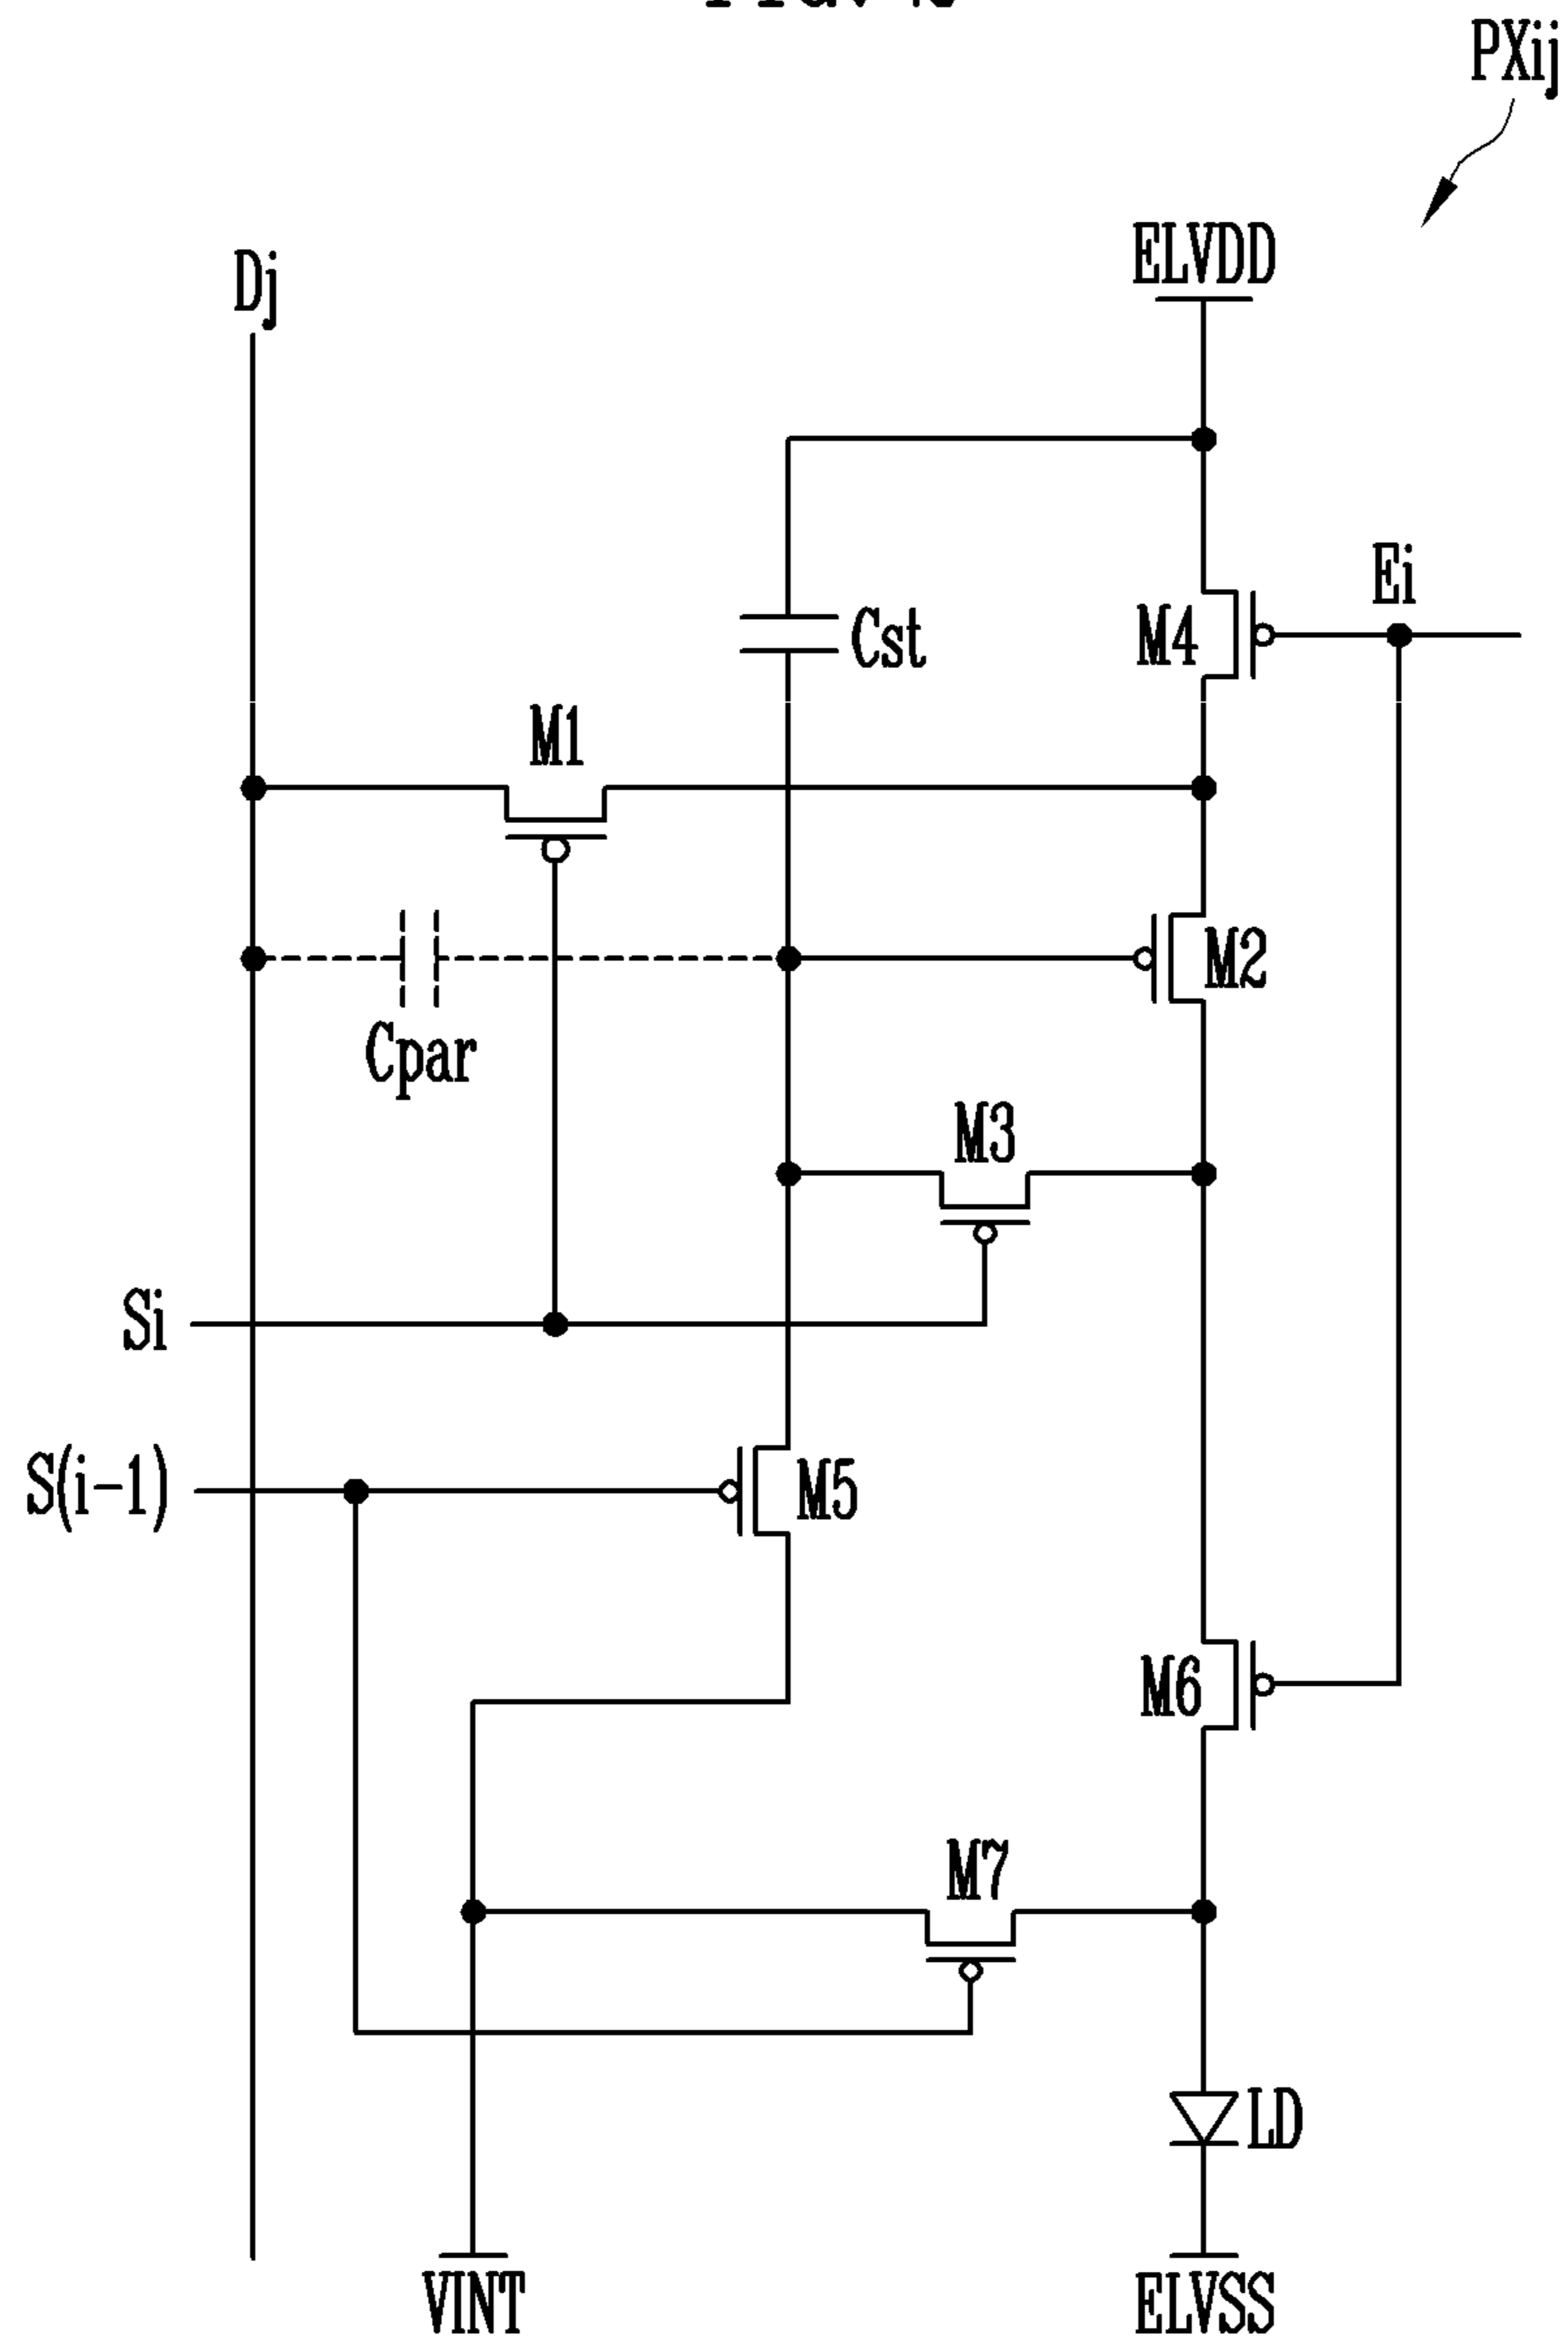 PXij
ELVDD
Dj
Ei
M4
Cst
M1
M2
Cpar
M3
Si
S(i-1)
M5
M6
M7
LD
VINT
ELVSS